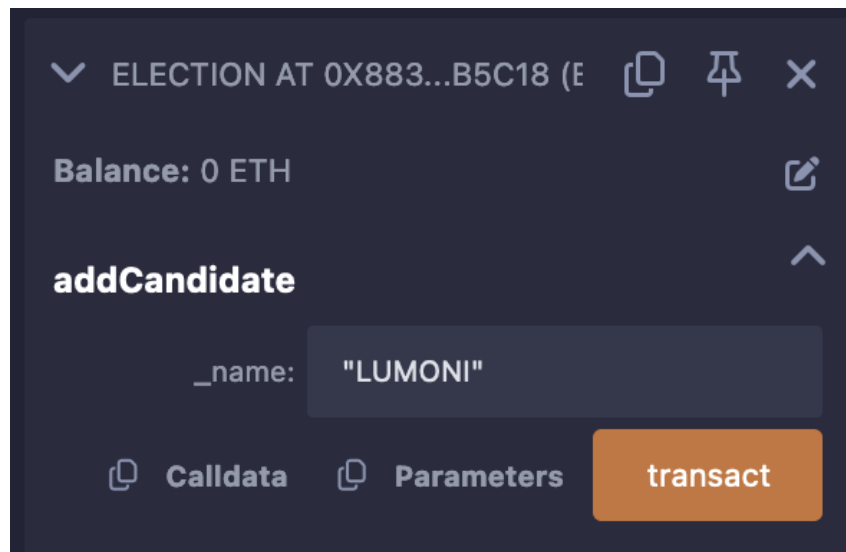 ELECTION AT 0X883...B5C18 (E
Balance: 0 ETH
addCandidate
_name: "LUMONI"
Calldata Parameters transact